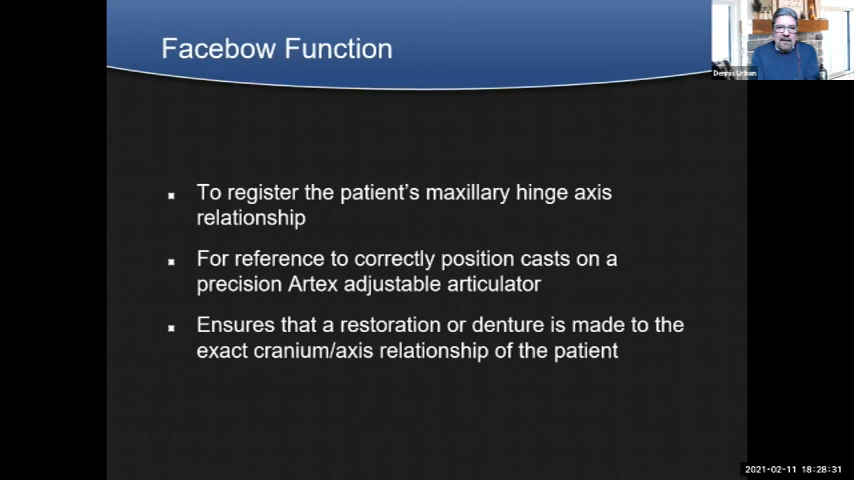 Facebow Function
Dennis Urban
To register the patient's maxillary hinge axis
relationship
For reference to correctly position casts on a
precision Artex adjustable articulator
Ensures that a restoration or denture is made to the
exact cranium/axis relationship of the patient
2021-02-11 18:28:31